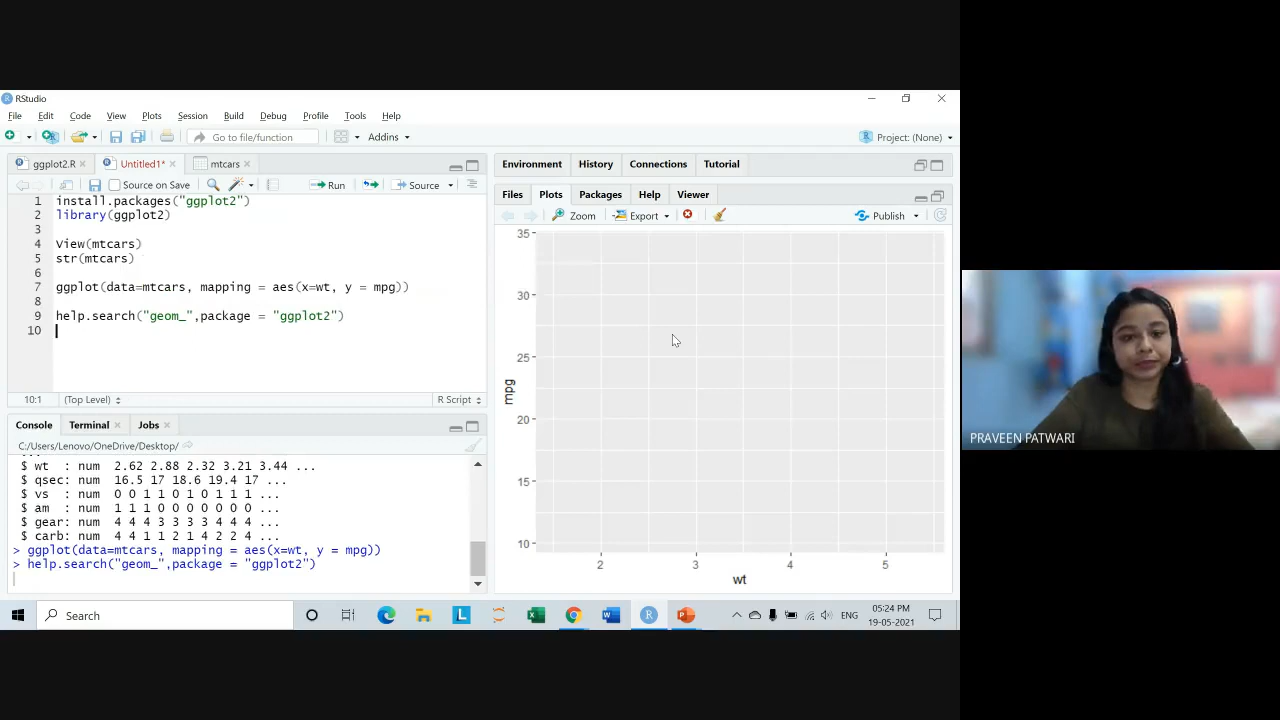 RStudio
File Edit Code View Plots Session Build Debug Profile Tools Help
Go to file/function Addins Project: (None)
ggplot2.R Untitled1* mtcars
Source on Save Run Source
1 install.packages("ggplot2")
2 library(ggplot2)
3
4 View(mtcars)
5 str(mtcars)
6
7 ggplot(data=mtcars, mapping = aes(x=wt, y = mpg))
8
9 help.search("geom_",package = "ggplot2")
10
10:1 (Top Level) R Script
Console Terminal Jobs
C:/Users/Lenovo/OneDrive/Desktop/
$ wt : num 2.62 2.88 2.32 3.21 3.44 ...
$ qsec: num 16.5 17 18.6 19.4 17 ...
$ vs : num 0 0 1 1 0 1 0 1 1 1 ...
$ am : num 1 1 1 0 0 0 0 0 0 0 ...
$ gear: num 4 4 4 3 3 3 3 4 4 4 ...
$ carb: num 4 4 1 1 2 1 4 2 2 4 ...
> ggplot(data=mtcars, mapping = aes(x=wt, y = mpg))
> help.search("geom_",package = "ggplot2")
Environment History Connections Tutorial
Files Plots Packages Help Viewer
Zoom Export Publish
35
30
25
20
15
10
mpg
2 3 4 5
wt
PRAVEEN PATWARI
Search
ENG
05:24 PM
19-05-2021